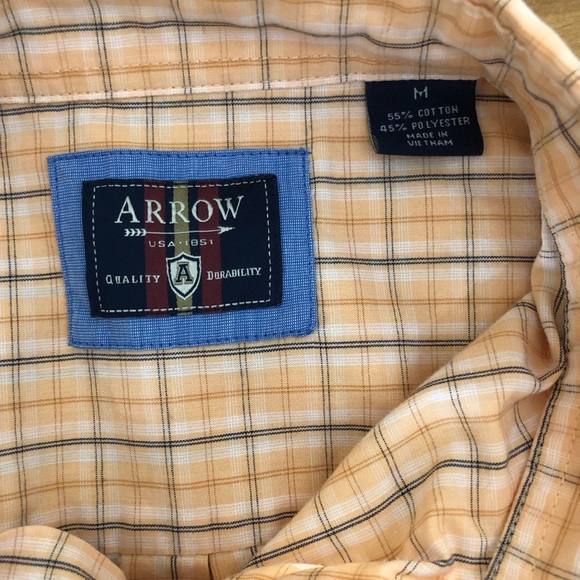 M
55% COTTON
45% POLYESTER
MADE IN
VIETNAM
ARROW
USA·1851
QUALITY A DURABILITY